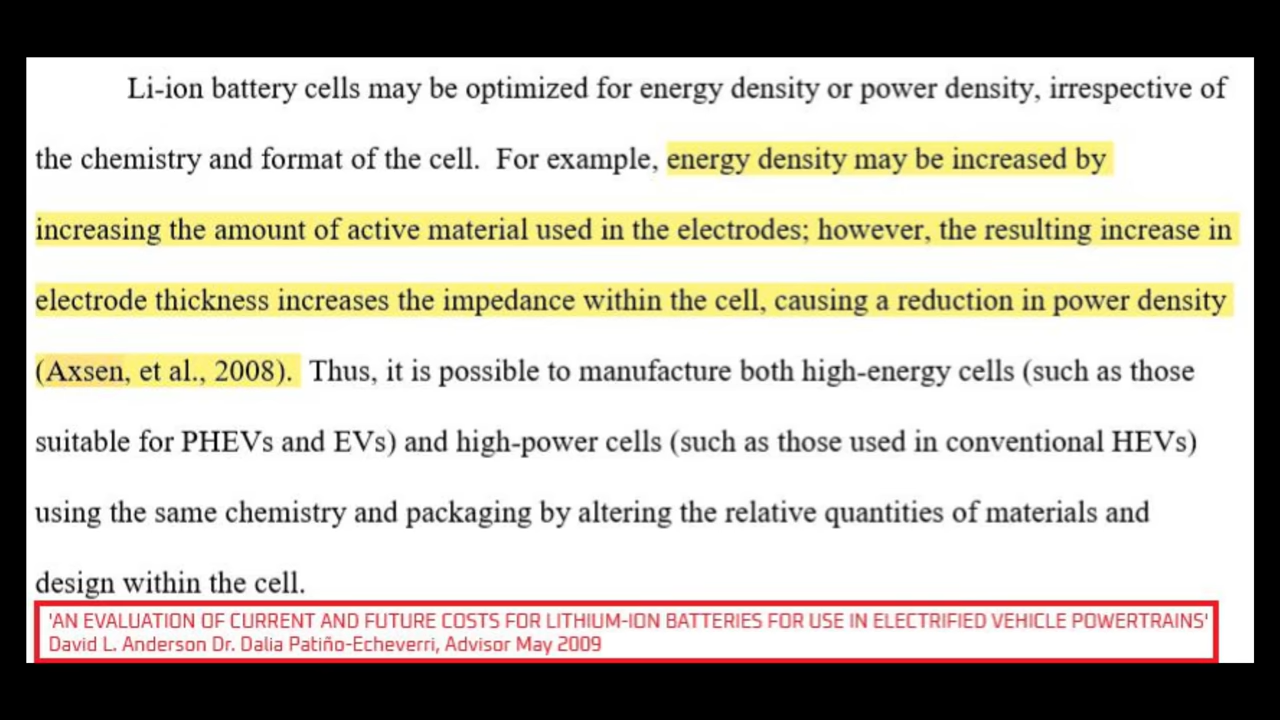 Li-ion battery cells may be optimized for energy density or power density, irrespective of
the chemistry and format of the cell.  For example, energy density may be increased by
increasing the amount of active material used in the electrodes; however, the resulting increase in
electrode thickness increases the impedance within the cell, causing a reduction in power density
(Axsen, et al., 2008).  Thus, it is possible to manufacture both high-energy cells (such as those
suitable for PHEVs and EVs) and high-power cells (such as those used in conventional HEVs)
using the same chemistry and packaging by altering the relative quantities of materials and
design within the cell.
'AN EVALUATION OF CURRENT AND FUTURE COSTS FOR LITHIUM-ION BATTERIES FOR USE IN ELECTRIFIED VEHICLE POWERTRAINS'
David L. Anderson Dr. Dalia Patiño-Echeverri, Advisor May 2009